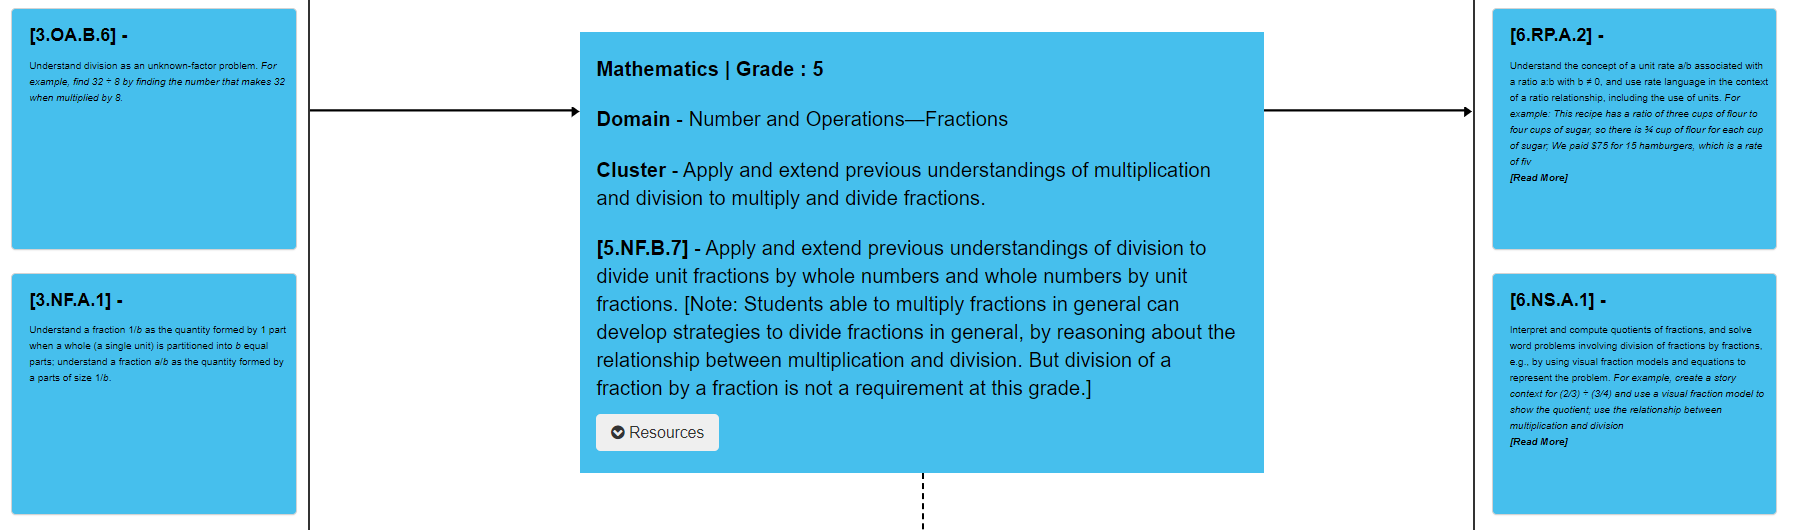 [3.OA.B.6] -
Understand division as an unknown-factor problem. For
example, find 32 ÷ 8 by finding the number that makes 32
when multiplied by 8.
[3.NF.A.1] -
Understand a fraction 1/b as the quantity formed by 1 part
when a whole (a single unit) is partitioned into b equal
parts; understand a fraction a/b as the quantity formed by
a parts of size 1/b.
Mathematics | Grade : 5
Domain - Number and Operations—Fractions
Cluster - Apply and extend previous understandings of multiplication
and division to multiply and divide fractions.
[5.NF.B.7] - Apply and extend previous understandings of division to
divide unit fractions by whole numbers and whole numbers by unit
fractions. [Note: Students able to multiply fractions in general can
develop strategies to divide fractions in general, by reasoning about the
relationship between multiplication and division. But division of a
fraction by a fraction is not a requirement at this grade.]
Resources
[6.RP.A.2] -
Understand the concept of a unit rate a/b associated with
a ratio a:b with b ≠ 0, and use rate language in the context
of a ratio relationship, including the use of units. For
example: This recipe has a ratio of three cups of flour to
four cups of sugar, so there is ¾ cup of flour for each cup
of sugar; We paid $75 for 15 hamburgers, which is a rate
of fiv
[Read More]
[6.NS.A.1] -
Interpret and compute quotients of fractions, and solve
word problems involving division of fractions by fractions,
e.g., by using visual fraction models and equations to
represent the problem. For example, create a story
context for (2/3) ÷ (3/4) and use a visual fraction model to
show the quotient; use the relationship between
multiplication and division
[Read More]